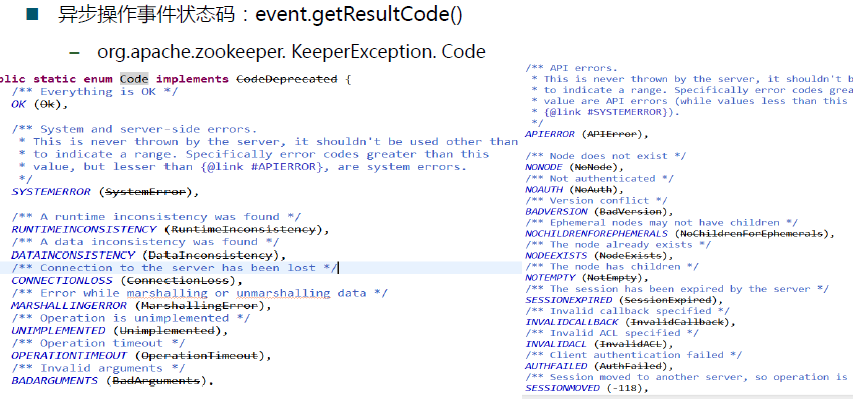 异步操作事件状态码：event.getResultCode()
– org.apache.zookeeper. KeeperException. Code
blic static enum Code implements CodeDeprecated {
/** Everything is OK */
OK (Ok),
/** System and server-side errors.
* This is never thrown by the server, it shouldn't be used other than
* to indicate a range. Specifically error codes greater than this
* value, but lesser than {@link #APIERROR}, are system errors.
*/
SYSTEMERROR (SystemError),
/** A runtime inconsistency was found */
RUNTIMEINCONSISTENCY (RuntimeInconsistency),
/** A data inconsistency was found */
DATAINCONSISTENCY (DataInconsistency),
/** Connection to the server has been lost */
CONNECTIONLOSS (ConnectionLoss),
/** Error while marshalling or unmarshalling data */
MARSHALLINGERROR (MarshallingError),
/** Operation is unimplemented */
UNIMPLEMENTED (Unimplemented),
/** Operation timeout */
OPERATIONTIMEOUT (OperationTimeout),
/** Invalid arguments */
BADARGUMENTS (BadArguments),
/** API errors.
* This is never thrown by the server, it shouldn't b
* to indicate a range. Specifically error codes grea
* value are API errors (while values less than this
* {@link #SYSTEMERROR}).
*/
APIERROR (APIError),
/** Node does not exist */
NONODE (NoNode),
/** Not authenticated */
NOAUTH (NoAuth),
/** Version conflict */
BADVERSION (BadVersion),
/** Ephemeral nodes may not have children */
NOCHILDRENFOREPHEMERALS (NoChildrenForEphemerals),
/** The node already exists */
NODEEXISTS (NodeExists),
/** The node has children */
NOTEMPTY (NotEmpty),
/** The session has been expired by the server */
SESSIONEXPIRED (SessionExpired),
/** Invalid callback specified */
INVALIDCALLBACK (InvalidCallback),
/** Invalid ACL specified */
INVALIDACL (InvalidACL),
/** Client authentication failed */
AUTHFAILED (AuthFailed),
/** Session moved to another server, so operation is
SESSIONMOVED (-118),